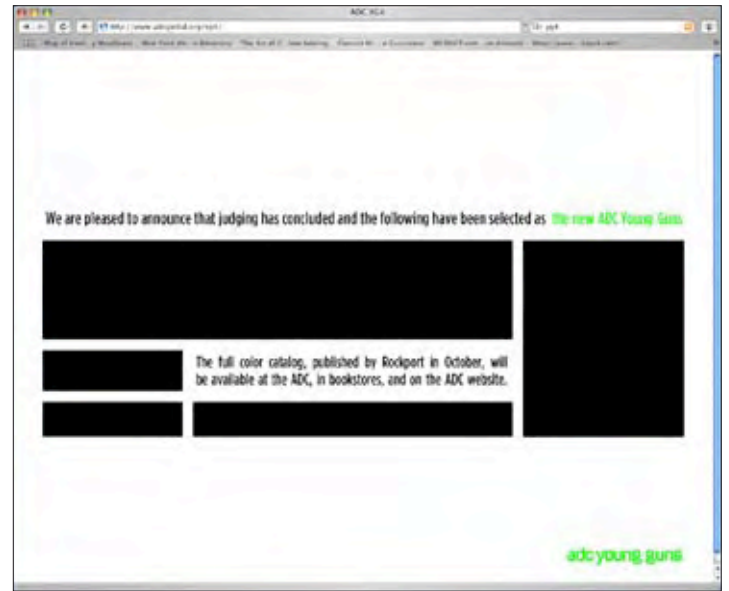 ADC YG4
We are pleased to announce that judging has concluded and the following have been selected as the new ADC Young Guns
The full color catalog, published by Rockport in October, will
be available at the ADC, in bookstores, and on the ADC website.
adc young guns